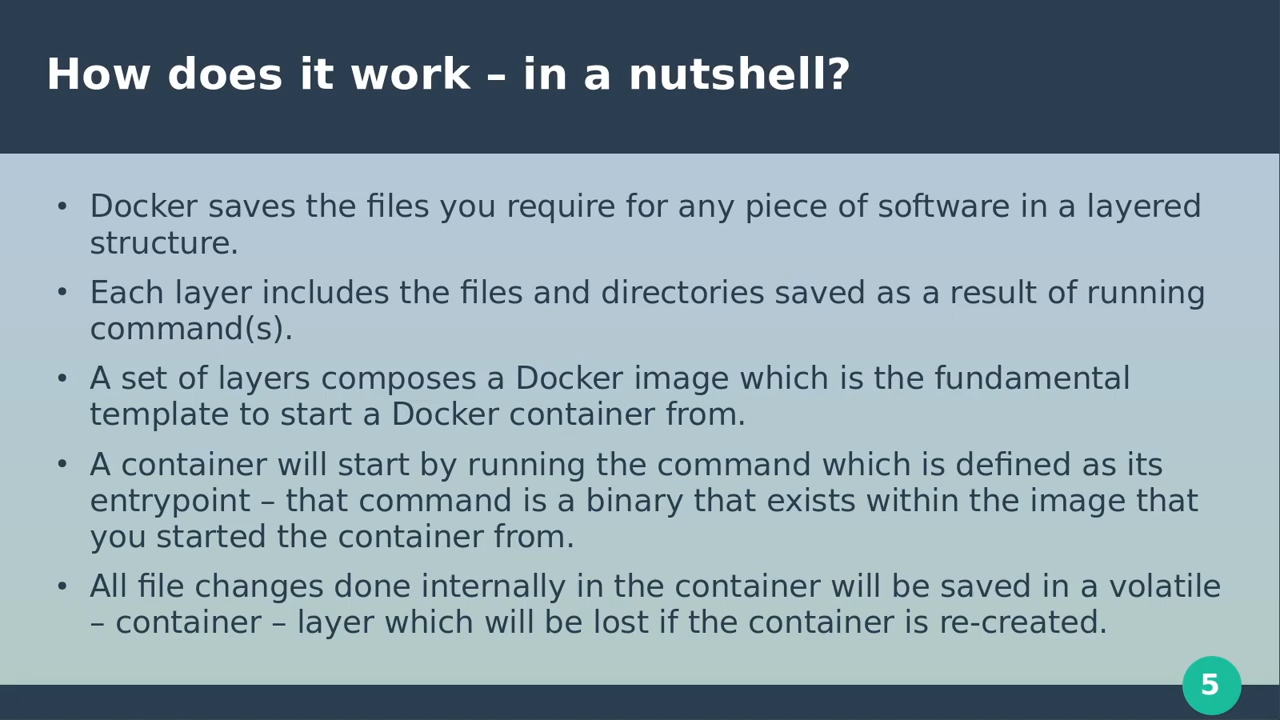 How does it work – in a nutshell?
• Docker saves the files you require for any piece of software in a layered
structure.
• Each layer includes the files and directories saved as a result of running
command(s).
• A set of layers composes a Docker image which is the fundamental
template to start a Docker container from.
• A container will start by running the command which is defined as its
entrypoint – that command is a binary that exists within the image that
you started the container from.
• All file changes done internally in the container will be saved in a volatile
– container – layer which will be lost if the container is re-created.
5